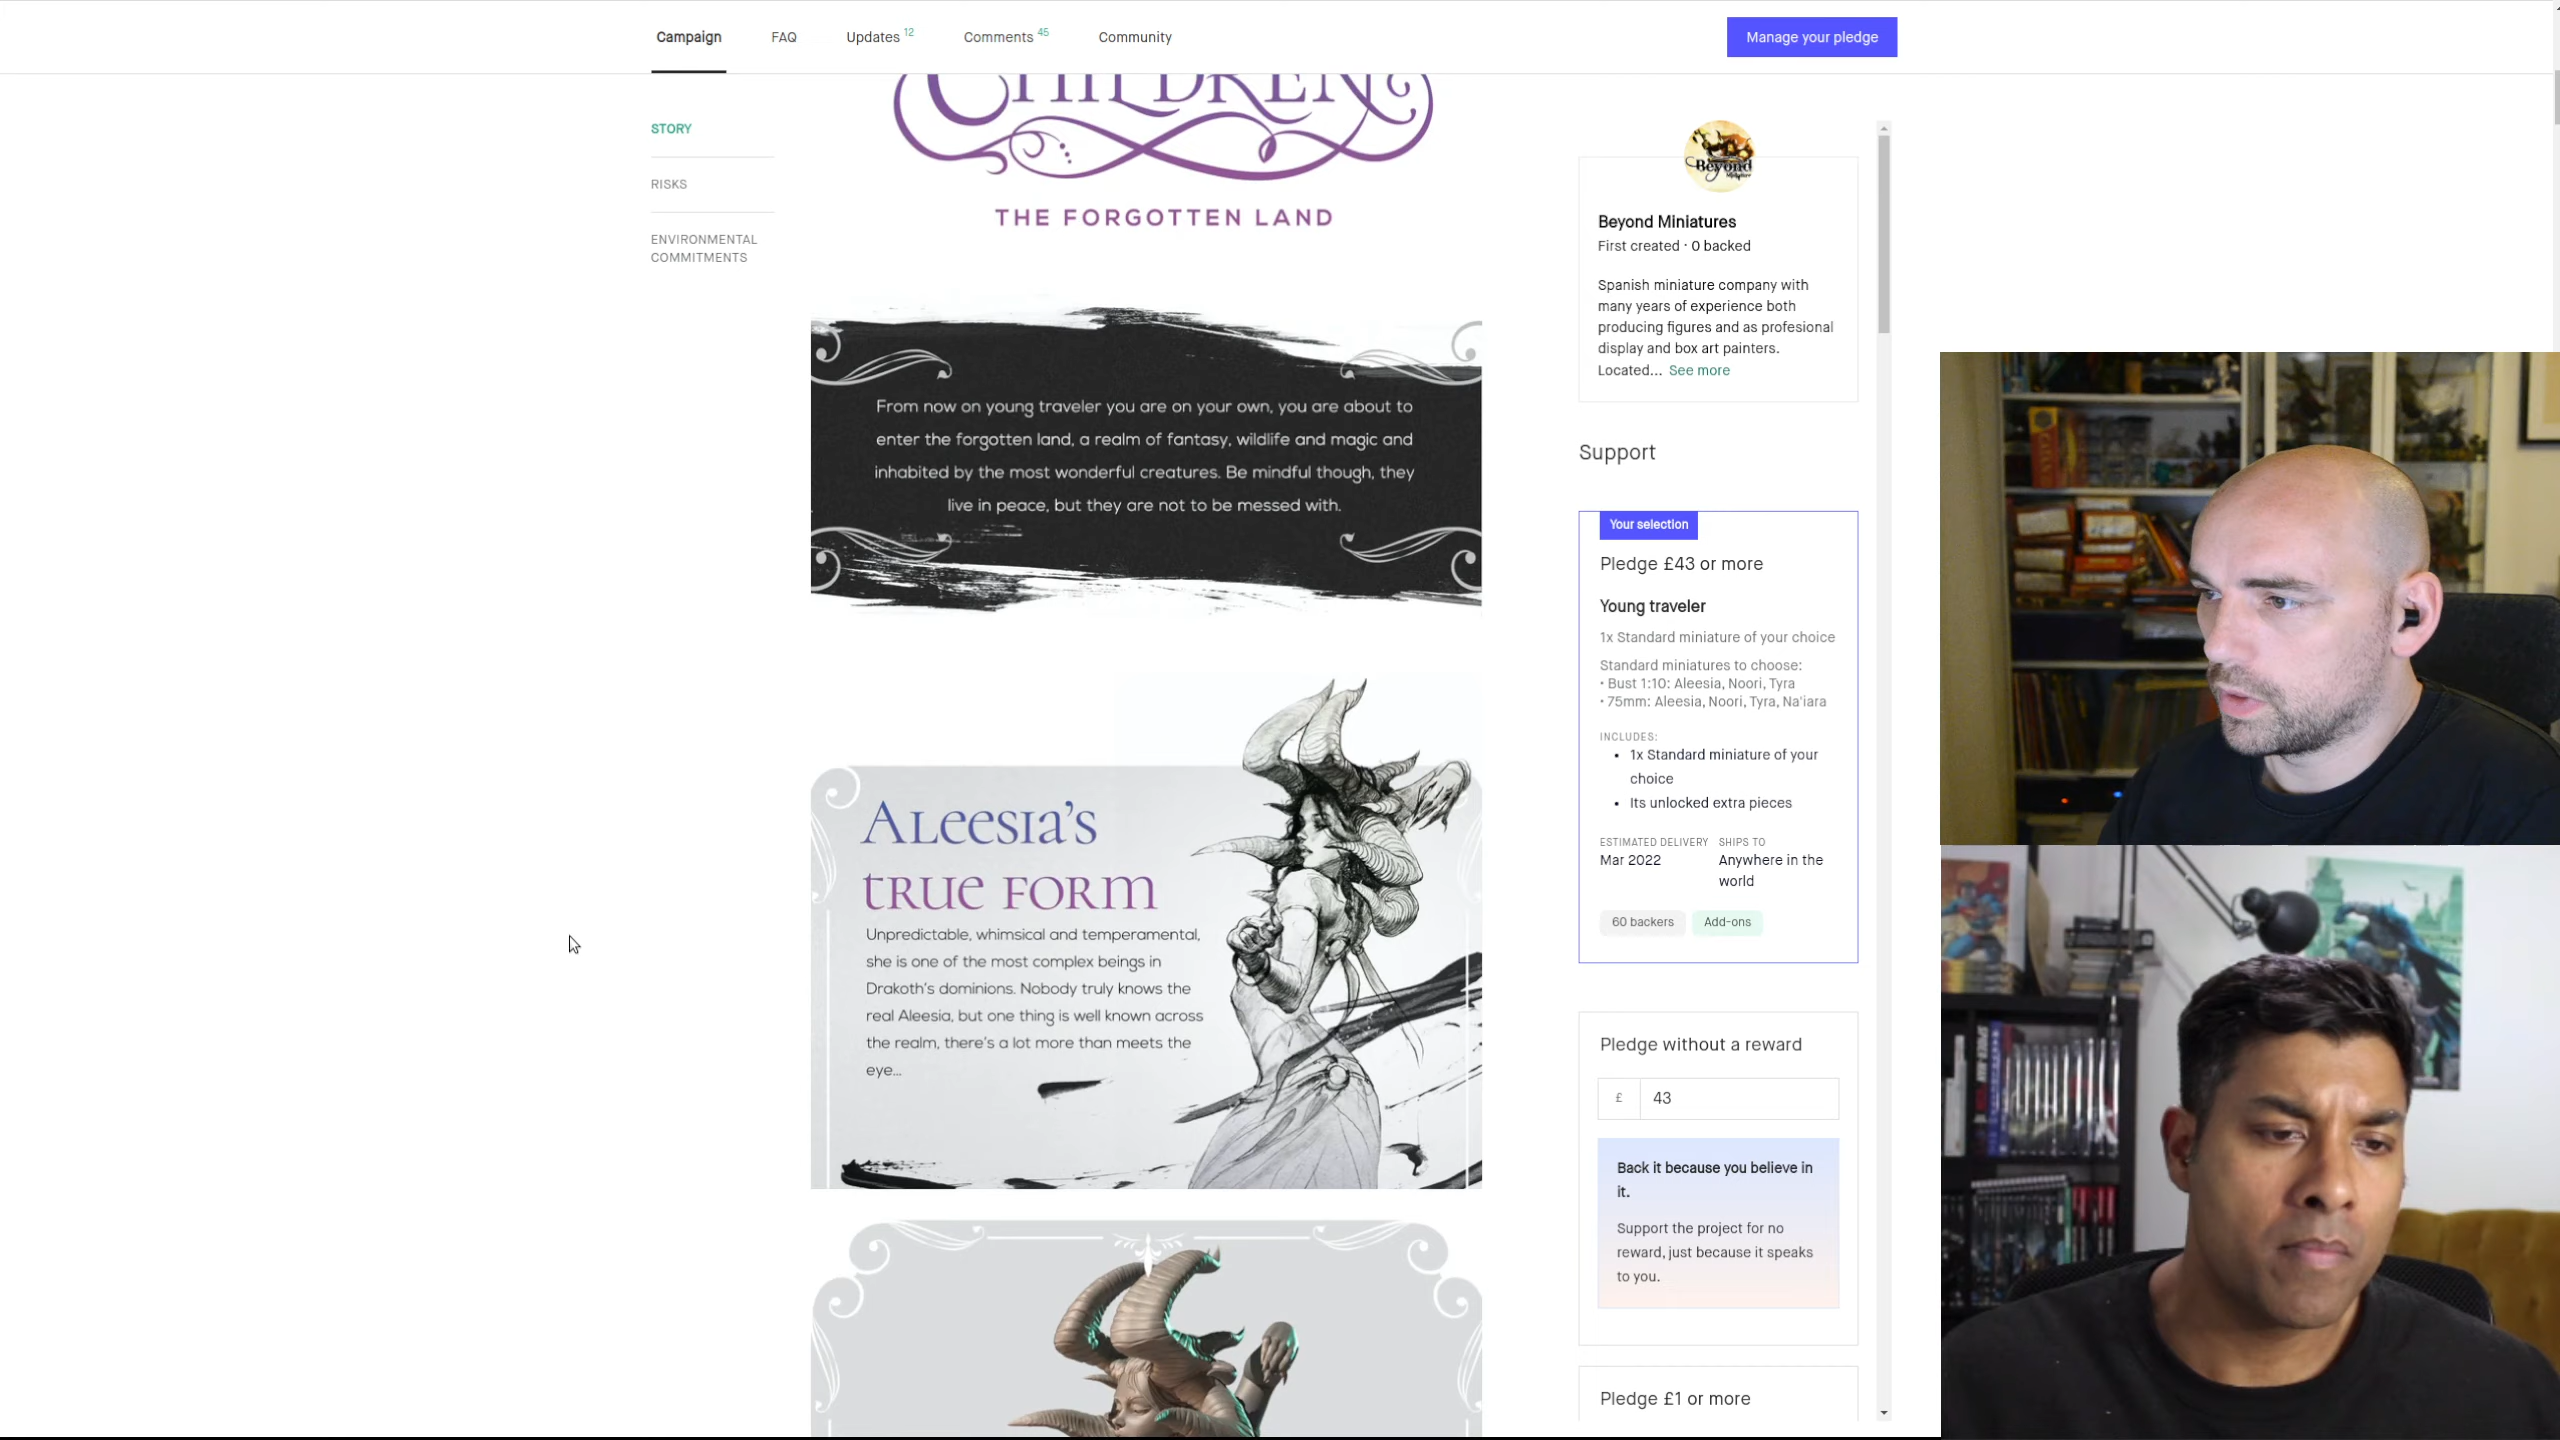 Campaign
FAQ
Updates 12
Comments 45
Community
Manage your pledge
STORY
RISKS
ENVIRONMENTAL
COMMITMENTS
CHILDREN
THE FORGOTTEN LAND
From now on young traveler you are on your own, you are about to
enter the forgotten land, a realm of fantasy, wildlife and magic and
inhabited by the most wonderful creatures. Be mindful though, they
live in peace, but they are not to be messed with.
ALEESIA'S
TRUE FORM
Unpredictable, whimsical and temperamental,
she is one of the most complex beings in
Drakoth's dominions. Nobody truly knows the
real Aleesia, but one thing is well known across
the realm, there's a lot more than meets the
eye...
Beyond
Beyond Miniatures
First created · 0 backed
Spanish miniature company with
many years of experience both
producing figures and as profesional
display and box art painters.
Located... See more
Support
Your selection
Pledge £43 or more
Young traveler
1x Standard miniature of your choice
Standard miniatures to choose:
• Bust 1:10: Aleesia, Noori, Tyra
• 75mm: Aleesia, Noori, Tyra, Na'iara
INCLUDES:
• 1x Standard miniature of your
choice
• Its unlocked extra pieces
ESTIMATED DELIVERY
Mar 2022
SHIPS TO
Anywhere in the
world
60 backers
Add-ons
Pledge without a reward
£ 43
Back it because you believe in
it.
Support the project for no
reward, just because it speaks
to you.
Pledge £1 or more